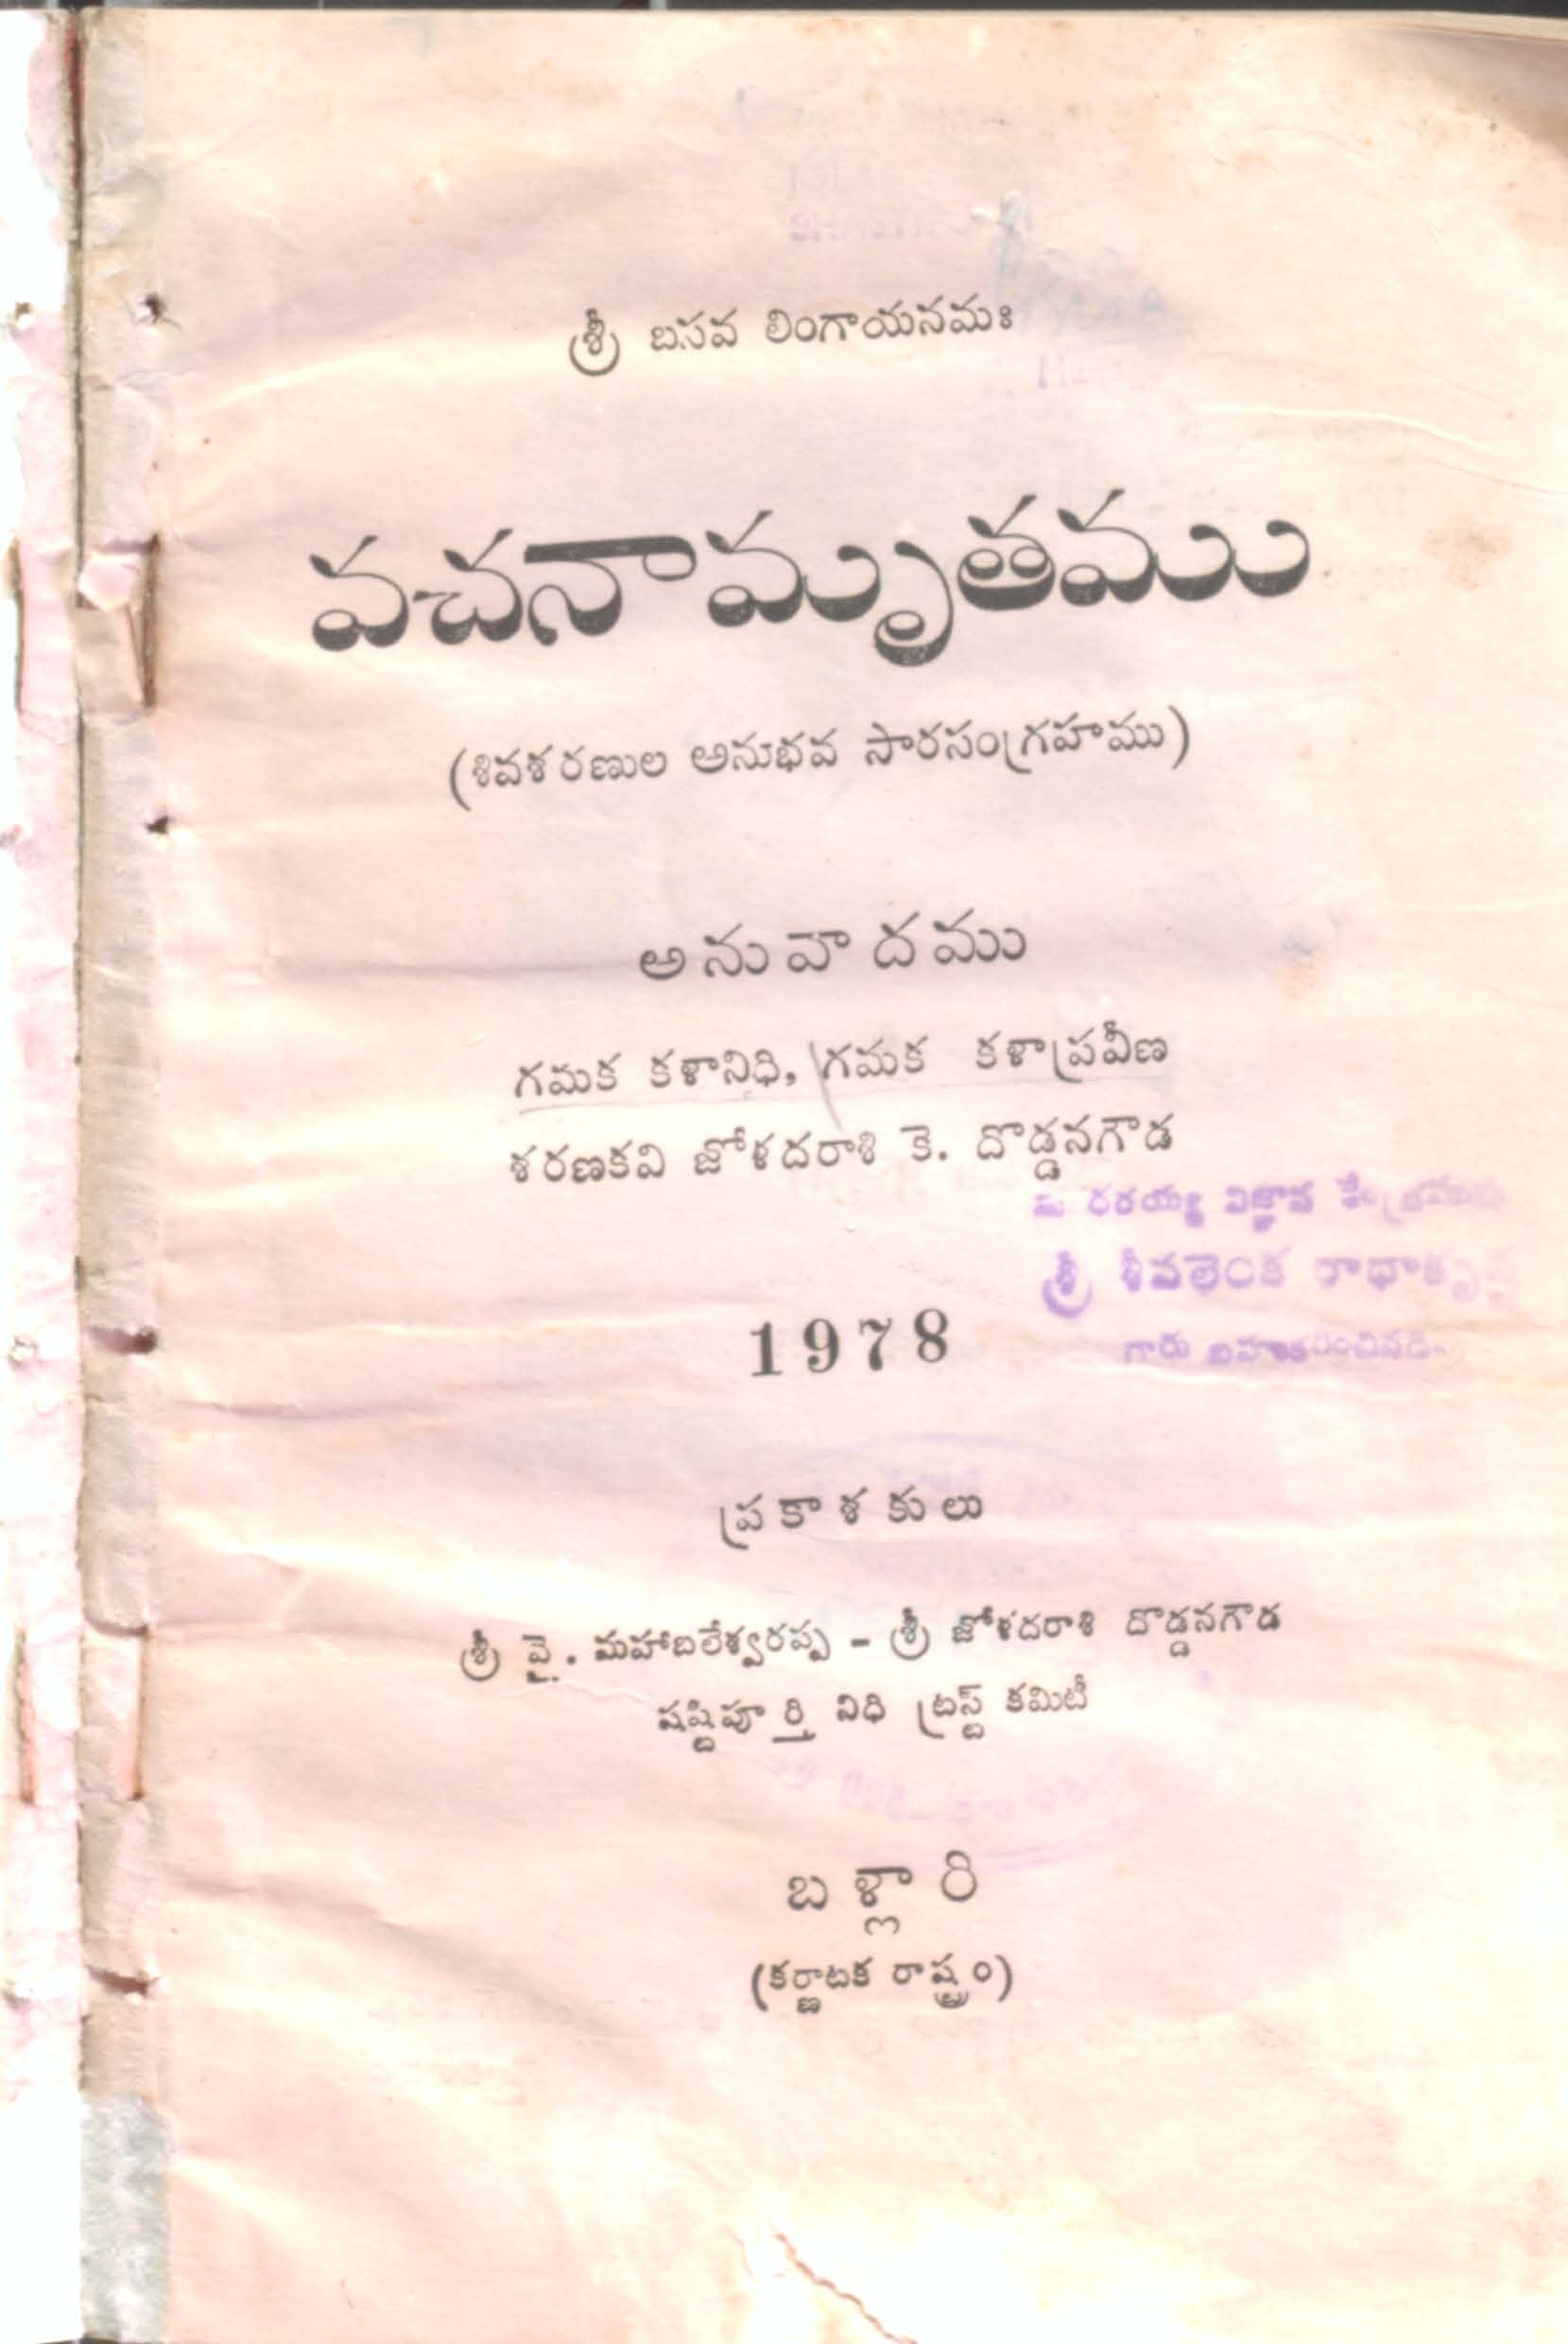 శ్రీ బసవ లింగాయనమః
వచనామృతము
(శివశరణుల అనుభవ సారసంగ్రహము)
అనువాదము
గమక కళానిధి, గమక కళాప్రవీణ
శరణకవి జోళదరాశి కె. దొడ్డనగౌడ
శ్రీ శివలెంక
గారు
1978
ప్రకాశకులు
శ్రీ వై. మహాబలేశ్వరప్ప - శ్రీ జోళదరాశి దొడ్డనగౌడ
షష్టిపూర్తి నిధి ట్రస్ట్ కమిటీ
బళ్లారి
(కర్ణాటక రాష్ట్రం)